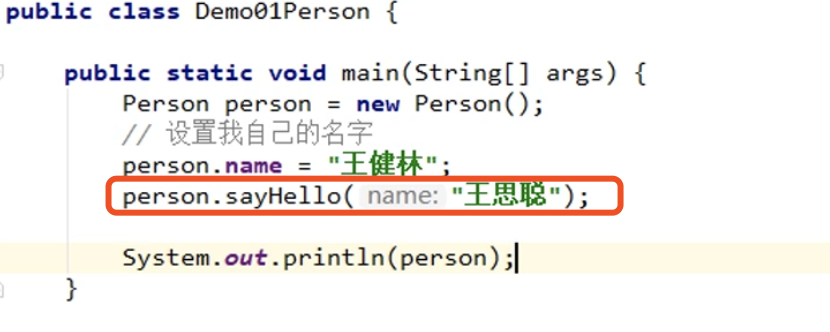 public class Demo01Person {
public static void main(String[] args) {
Person person = new Person();
// 设置我自己的名字
person.name = "王健林";
person.sayHello( name: "王思聪");
System.out.println(person);
}